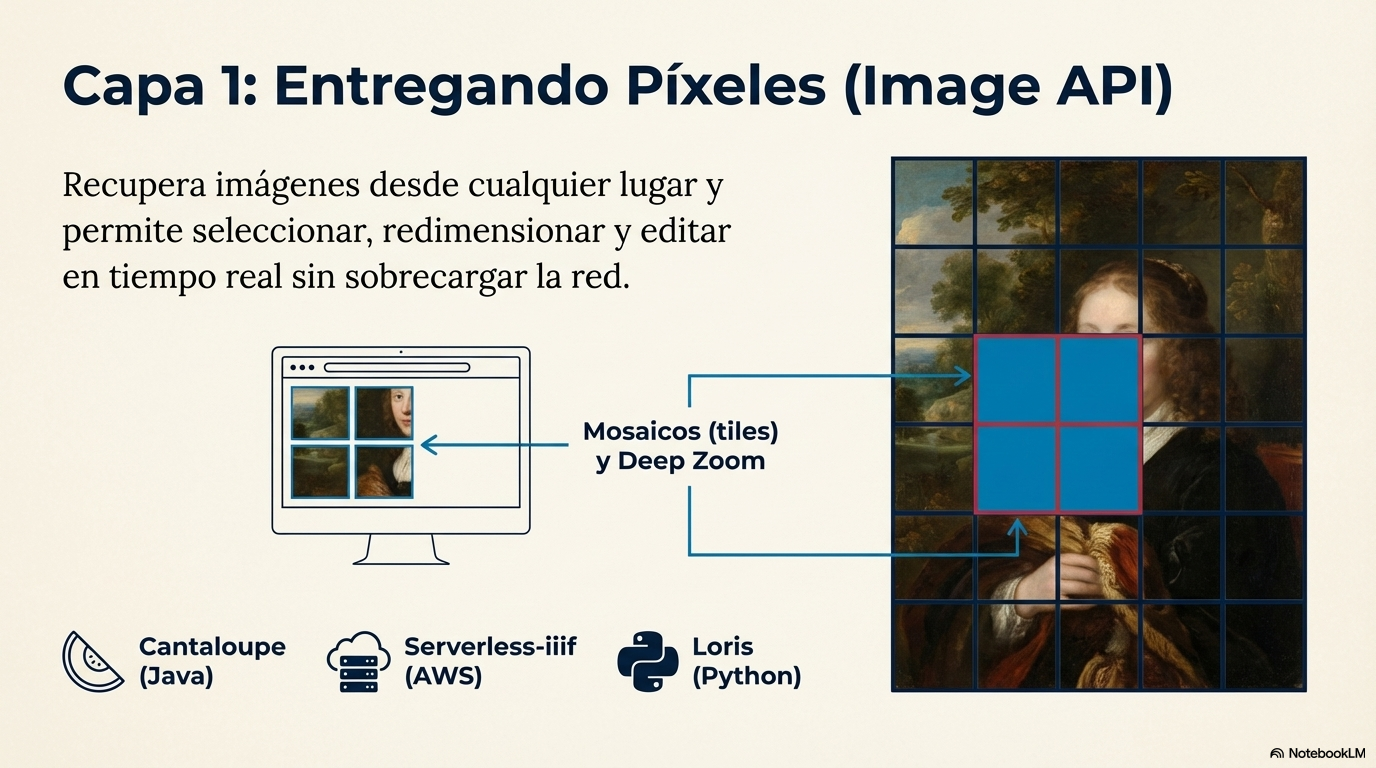 Capa 1: Entregando Píxeles (Image API)
Recupera imágenes desde cualquier lugar y
permite seleccionar, redimensionar y editar
en tiempo real sin sobrecargar la red.
Mosaicos (tiles)
y Deep Zoom
Cantaloupe
(Java)
Serverless-iiif
(AWS)
Loris
(Python)
NotebookLM